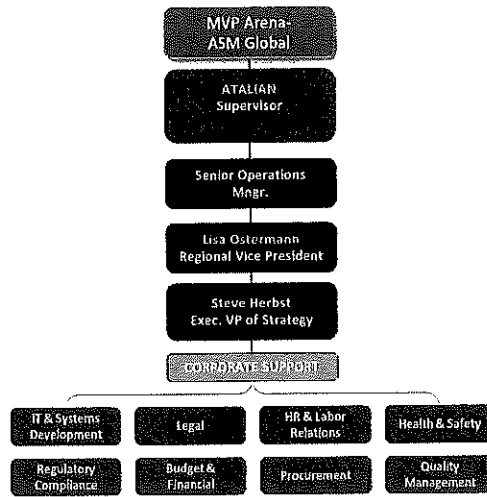 MVP Arena-
ASM Global
ATALIAN
Supervisor
Senior Operations
Mngr.
Lisa Ostermann
Regional Vice President
Steve Herbst
Exec. VP of Strategy
CORPORATE SUPPORT
IT & Systems
Development
Legal
HR & Labor
Relations
Health & Safety
Regulatory
Compliance
Budget &
Financial
Procurement
Quality
Management